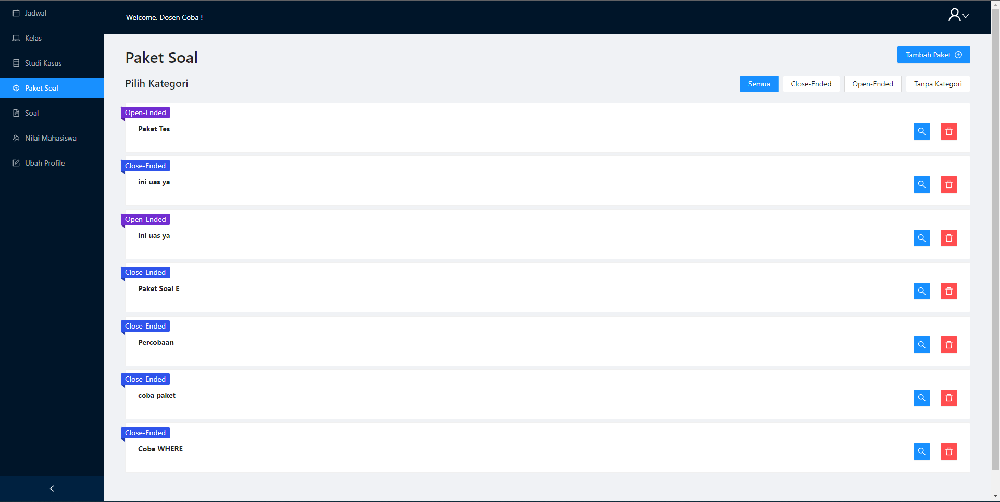 Jadwal
Kelas
Studi Kasus
Paket Soal
Soal
Nilai Mahasiswa
Ubah Profile
Welcome, Dosen Coba !
Paket Soal
Tambah Paket
Pilih Kategori
Semua
Close-Ended
Open-Ended
Tanpa Kategori
Open-Ended
Paket Tes
Close-Ended
ini uas ya
Open-Ended
ini uas ya
Close-Ended
Paket Soal E
Close-Ended
Percobaan
Close-Ended
coba paket
Close-Ended
Coba WHERE